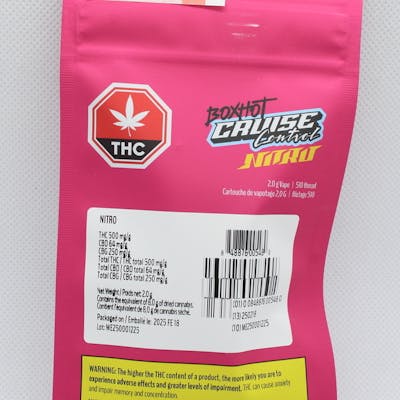 THC
BOXHOT
CRUISE
Control
NITRO
2.0 g Vape | 510 thread
Cartouche de vapotage 2,0 G | filetage 510
NITRO
THC 500 mg/g
CBD 64 mg/g
CBG 250 mg/g
Total THC / THC total 500 mg/g
Total CBD / CBD total 64 mg/g
Total CBG / CBG total 250 mg/g
Net Weight / Poids net 2.0 g
Contains the equivalent of 8.0 g of dried cannabis.
Contient l'équivalent de 8.0 g de cannabis séché.
Packaged on / Emballé le: 2025 FE 18
Lot: ME250001225
(13) 250218
(10) ME250001225
WARNING: The higher the THC content of a product, the more likely you are to
experience adverse effects and greater levels of impairment. THC can cause anxiety
and impair memory and concentration.